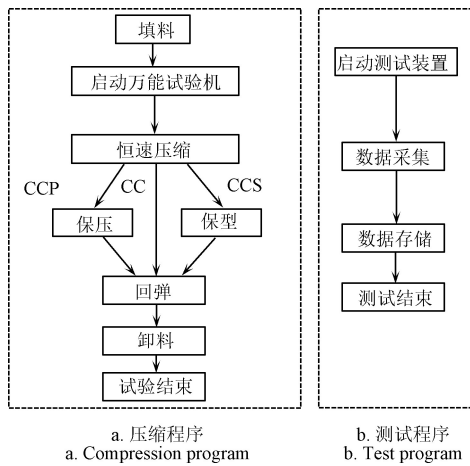 填料
启动万能试验机
恒速压缩
CCP
CC
CCS
保压
保型
回弹
卸料
试验结束
a. 压缩程序
a. Compression program
启动测试装置
数据采集
数据存储
测试结束
b. 测试程序
b. Test program